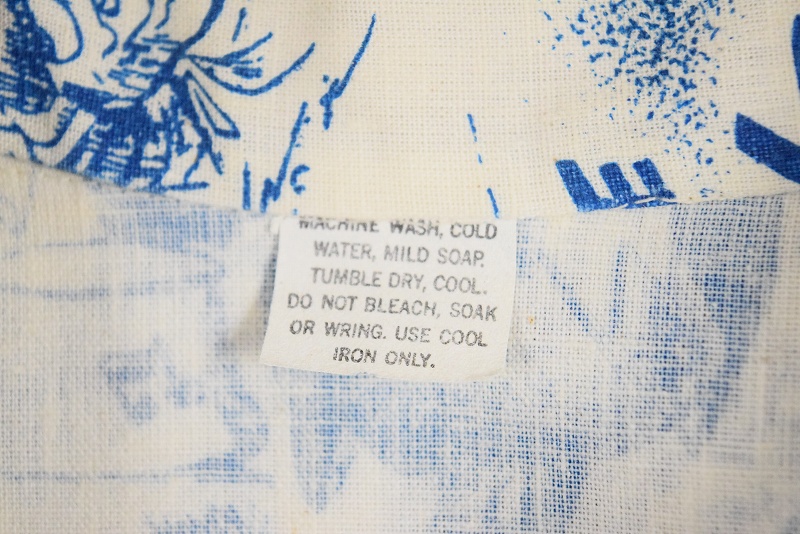 INC
MACHINE WASH, COLD
WATER, MILD SOAP.
TUMBLE DRY, COOL.
DO NOT BLEACH, SOAK
OR WRING. USE COOL
IRON ONLY.